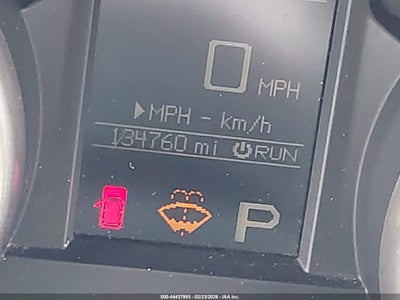 0 MPH
▶MPH - km/h
134760 mi RUN
P
000-44437993 - 02/23/2026 - IAA Inc.